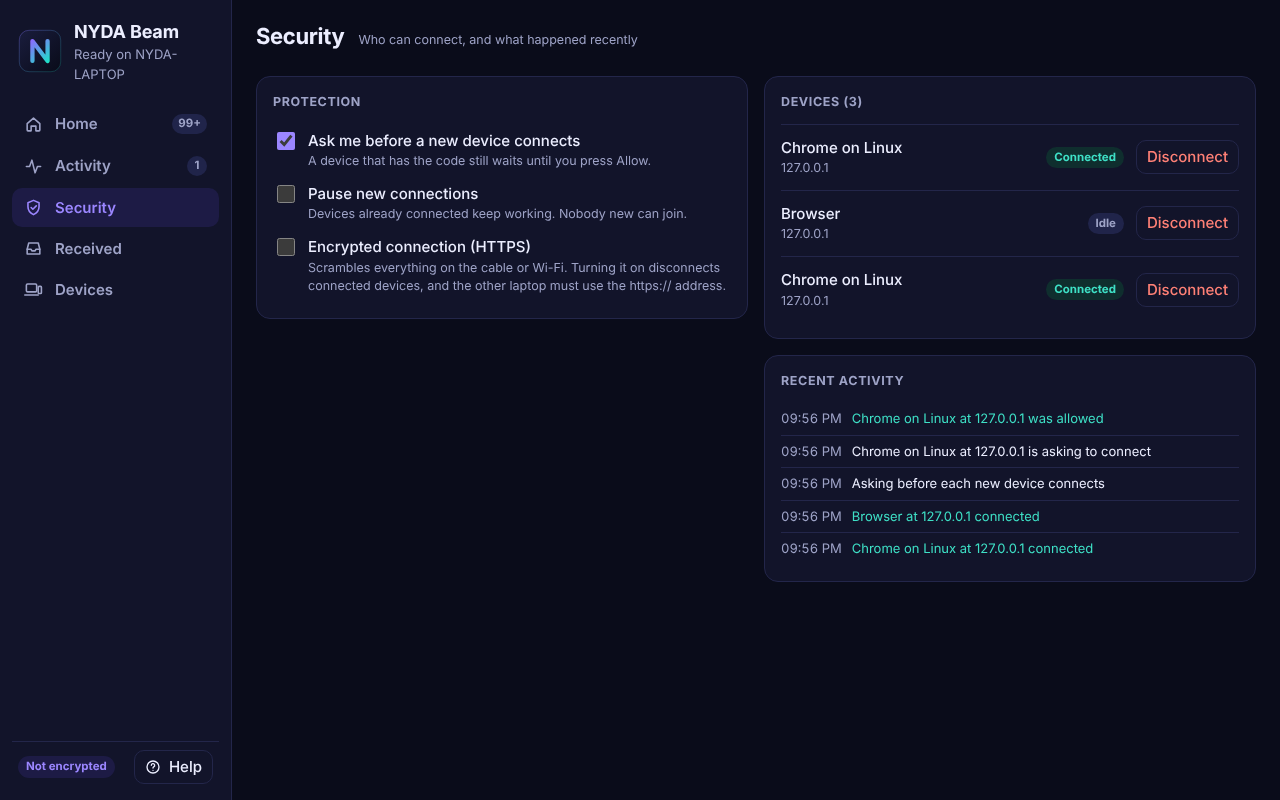 NYDA Beam
Ready on NYDA-
LAPTOP
Home 99+
Activity 1
Security
Received
Devices
Not encrypted
Help
Security Who can connect, and what happened recently
PROTECTION
Ask me before a new device connects
A device that has the code still waits until you press Allow.
Pause new connections
Devices already connected keep working. Nobody new can join.
Encrypted connection (HTTPS)
Scrambles everything on the cable or Wi-Fi. Turning it on disconnects
connected devices, and the other laptop must use the https:// address.
DEVICES (3)
Chrome on Linux
127.0.0.1
Connected Disconnect
Browser
127.0.0.1
Idle Disconnect
Chrome on Linux
127.0.0.1
Connected Disconnect
RECENT ACTIVITY
09:56 PM Chrome on Linux at 127.0.0.1 was allowed
09:56 PM Chrome on Linux at 127.0.0.1 is asking to connect
09:56 PM Asking before each new device connects
09:56 PM Browser at 127.0.0.1 connected
09:56 PM Chrome on Linux at 127.0.0.1 connected